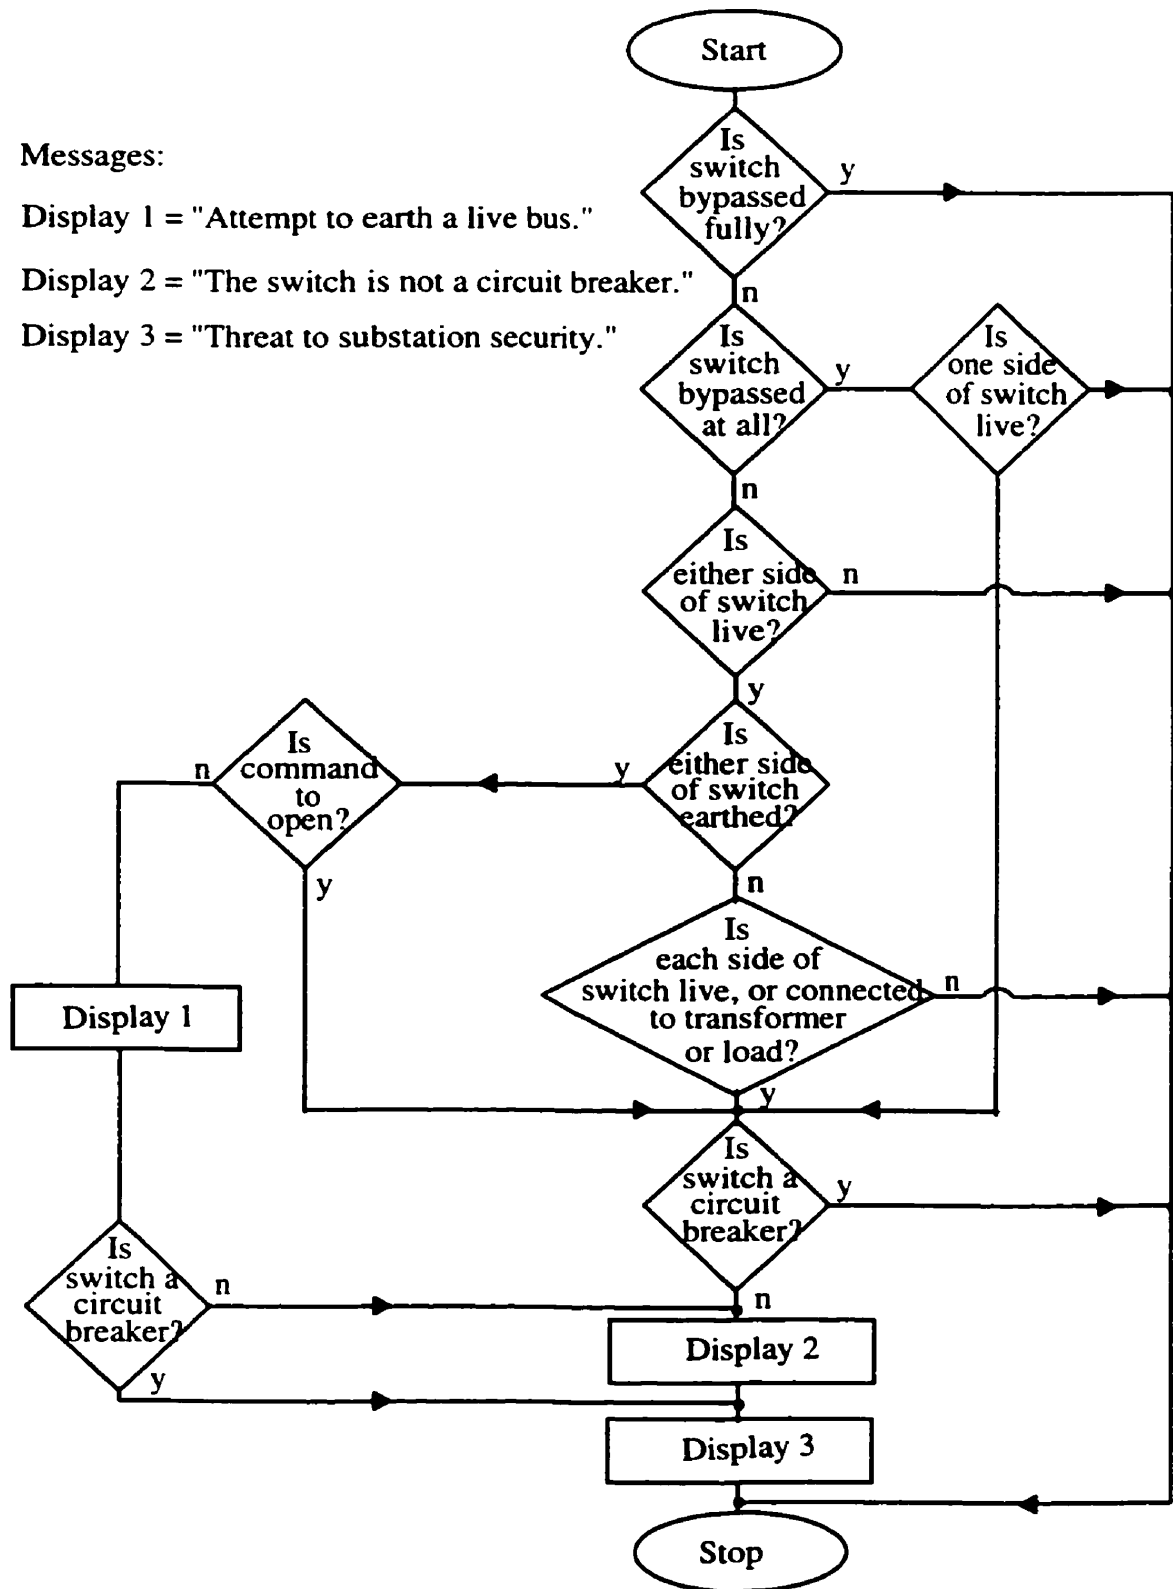 Start
Messages:
Display 1 = "Attempt to earth a live bus."
Display 2 = "The switch is not a circuit breaker."
Display 3 = "Threat to substation security."
Is
switch
bypassed
fully?
y
n
Is
switch
bypassed
at all?
y
Is
one side
of switch
live?
n
Is
either side
of switch
live?
n
y
Is
either side
of switch
earthed?
y
Is
command
to
open?
n
y
n
Is
each side of
switch live, or connected
to transformer
or load?
n
y
Display 1
Is
switch a
circuit
breaker?
y
n
Is
switch a
circuit
breaker?
n
y
Display 2
Display 3
Stop